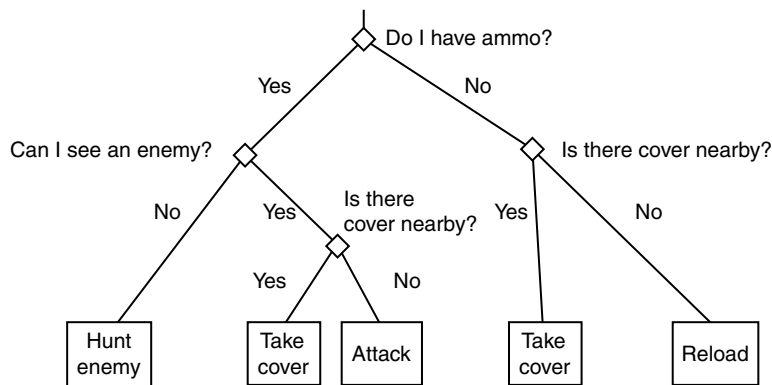 Do I have ammo?
Yes
No
Can I see an enemy?
Is there cover nearby?
No
Yes
Is there
cover nearby?
Yes
No
Yes
No
Hunt
enemy
Take
cover
Attack
Take
cover
Reload